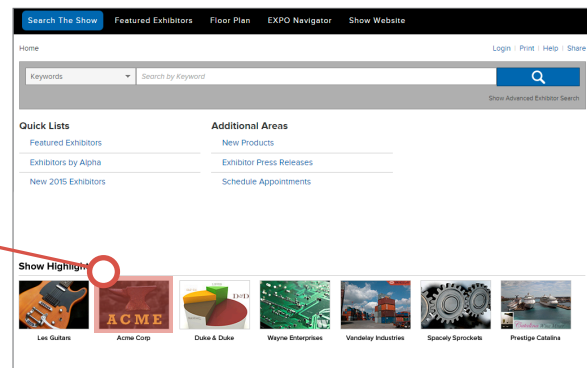 Search The Show Featured Exhibitors Floor Plan EXPO Navigator Show Website
Home Login | Print | Help | Share
Keywords Search by Keyword
Show Advanced Exhibitor Search
Quick Lists Additional Areas
Featured Exhibitors New Products
Exhibitors by Alpha Exhibitor Press Releases
New 2015 Exhibitors Schedule Appointments
Show Highlight
ACME D&D
Les Guitars Acme Corp Duke & Duke Wayne Enterprises Vandelay Industries Spacely Sprockets Prestige Catalina